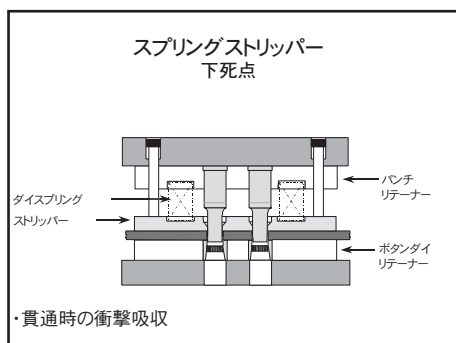 スプリングストリッパー
下死点
パンチ
リテーナー
ダイスプリング
ストリッパー
ボタンダイ
リテーナー
・貫通時の衝撃吸収